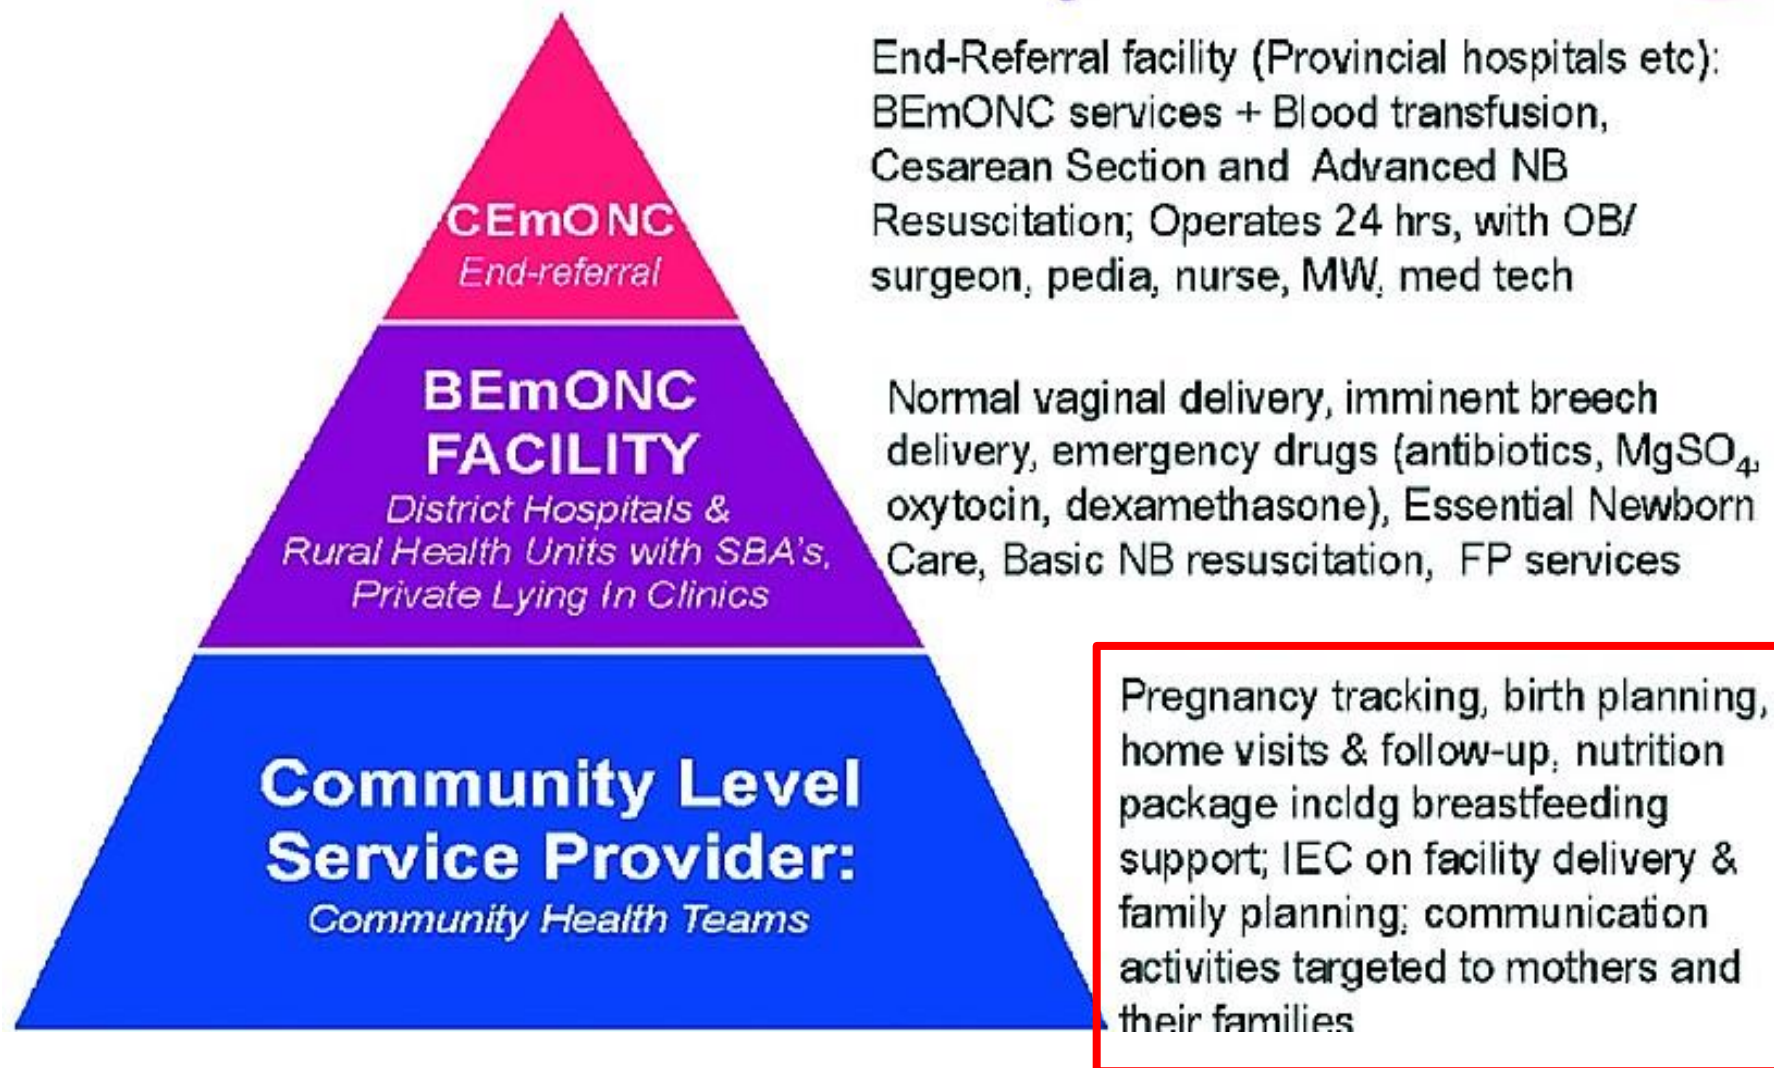 End-Referral facility (Provincial hospitals etc):
BEmONC services + Blood transfusion,
Cesarean Section and Advanced NB
Resuscitation; Operates 24 hrs, with OB/
surgeon, pedia, nurse, MW, med tech
CEmONC
End-referral
Normal vaginal delivery, imminent breech
delivery, emergency drugs (antibiotics, MgSO₄,
oxytocin, dexamethasone), Essential Newborn
Care, Basic NB resuscitation, FP services
BEmONC
FACILITY
District Hospitals &
Rural Health Units with SBA's,
Private Lying In Clinics
Pregnancy tracking, birth planning,
home visits & follow-up, nutrition
package incldg breastfeeding
support; IEC on facility delivery &
family planning; communication
activities targeted to mothers and
their families
Community Level
Service Provider:
Community Health Teams